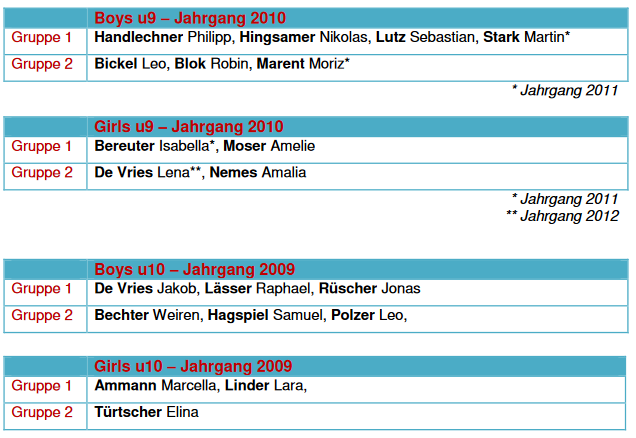 Boys u9 – Jahrgang 2010
Gruppe 1 Handlechner Philipp, Hingsamer Nikolas, Lutz Sebastian, Stark Martin*
Gruppe 2 Bickel Leo, Blok Robin, Marent Moriz*
* Jahrgang 2011
Girls u9 – Jahrgang 2010
Gruppe 1 Bereuter Isabella*, Moser Amelie
Gruppe 2 De Vries Lena**, Nemes Amalia
* Jahrgang 2011
** Jahrgang 2012
Boys u10 – Jahrgang 2009
Gruppe 1 De Vries Jakob, Lässer Raphael, Rüscher Jonas
Gruppe 2 Bechter Weiren, Hagspiel Samuel, Polzer Leo,
Girls u10 – Jahrgang 2009
Gruppe 1 Ammann Marcella, Linder Lara,
Gruppe 2 Türtscher Elina